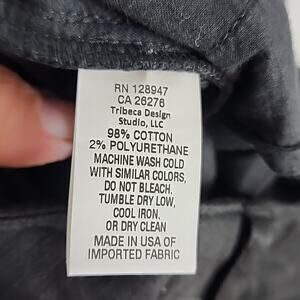 RN 128947
CA 26276
Tribeca Design
Studio, LLC
98% COTTON
2% POLYURETHANE
MACHINE WASH COLD
WITH SIMILAR COLORS,
DO NOT BLEACH.
TUMBLE DRY LOW,
COOL IRON.
OR DRY CLEAN
MADE IN USA OF
IMPORTED FABRIC